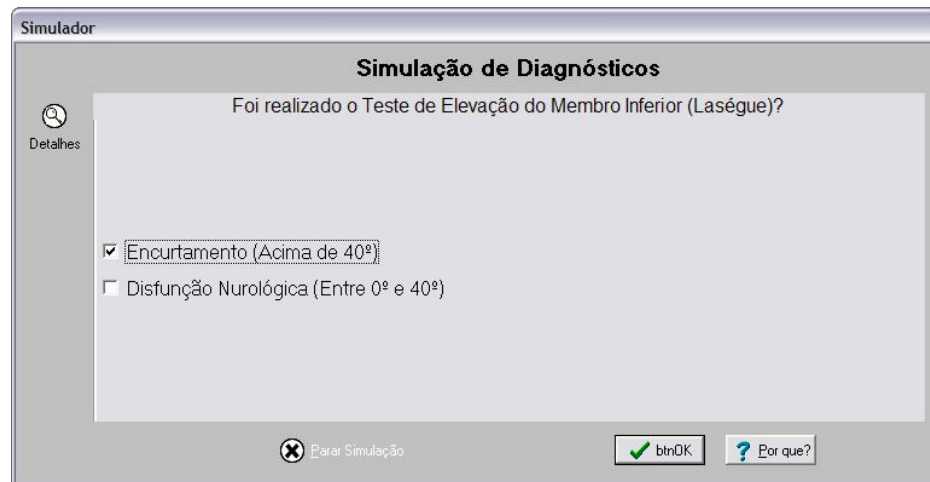 Simulador
Simulação de Diagnósticos
Foi realizado o Teste de Elevação do Membro Inferior (Laségue)?
Detalhes
Encurtamento (Acima de 40º)
Disfunção Nurológica (Entre 0º e 40º)
Parar Simulação
btnOK
Por que?